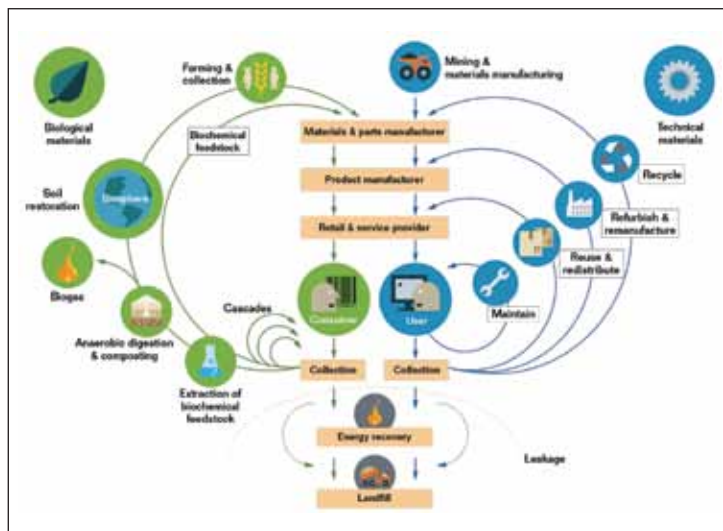 Farming &
collection
Mining &
materials manufacturing
Biological
materials
Technical
materials
Biochemical
feedstock
Materials & parts manufacturer
Recycle
Product manufacturer
Soil
restoration
Biosphere
Refurbish &
remanufacture
Retail & service provider
Reuse &
redistribute
Biogas
Consumer
User
Maintain
Cascades
Anaerobic digestion
& composting
Collection
Collection
Extraction of
biochemical
feedstock
Energy recovery
Leakage
Landfill